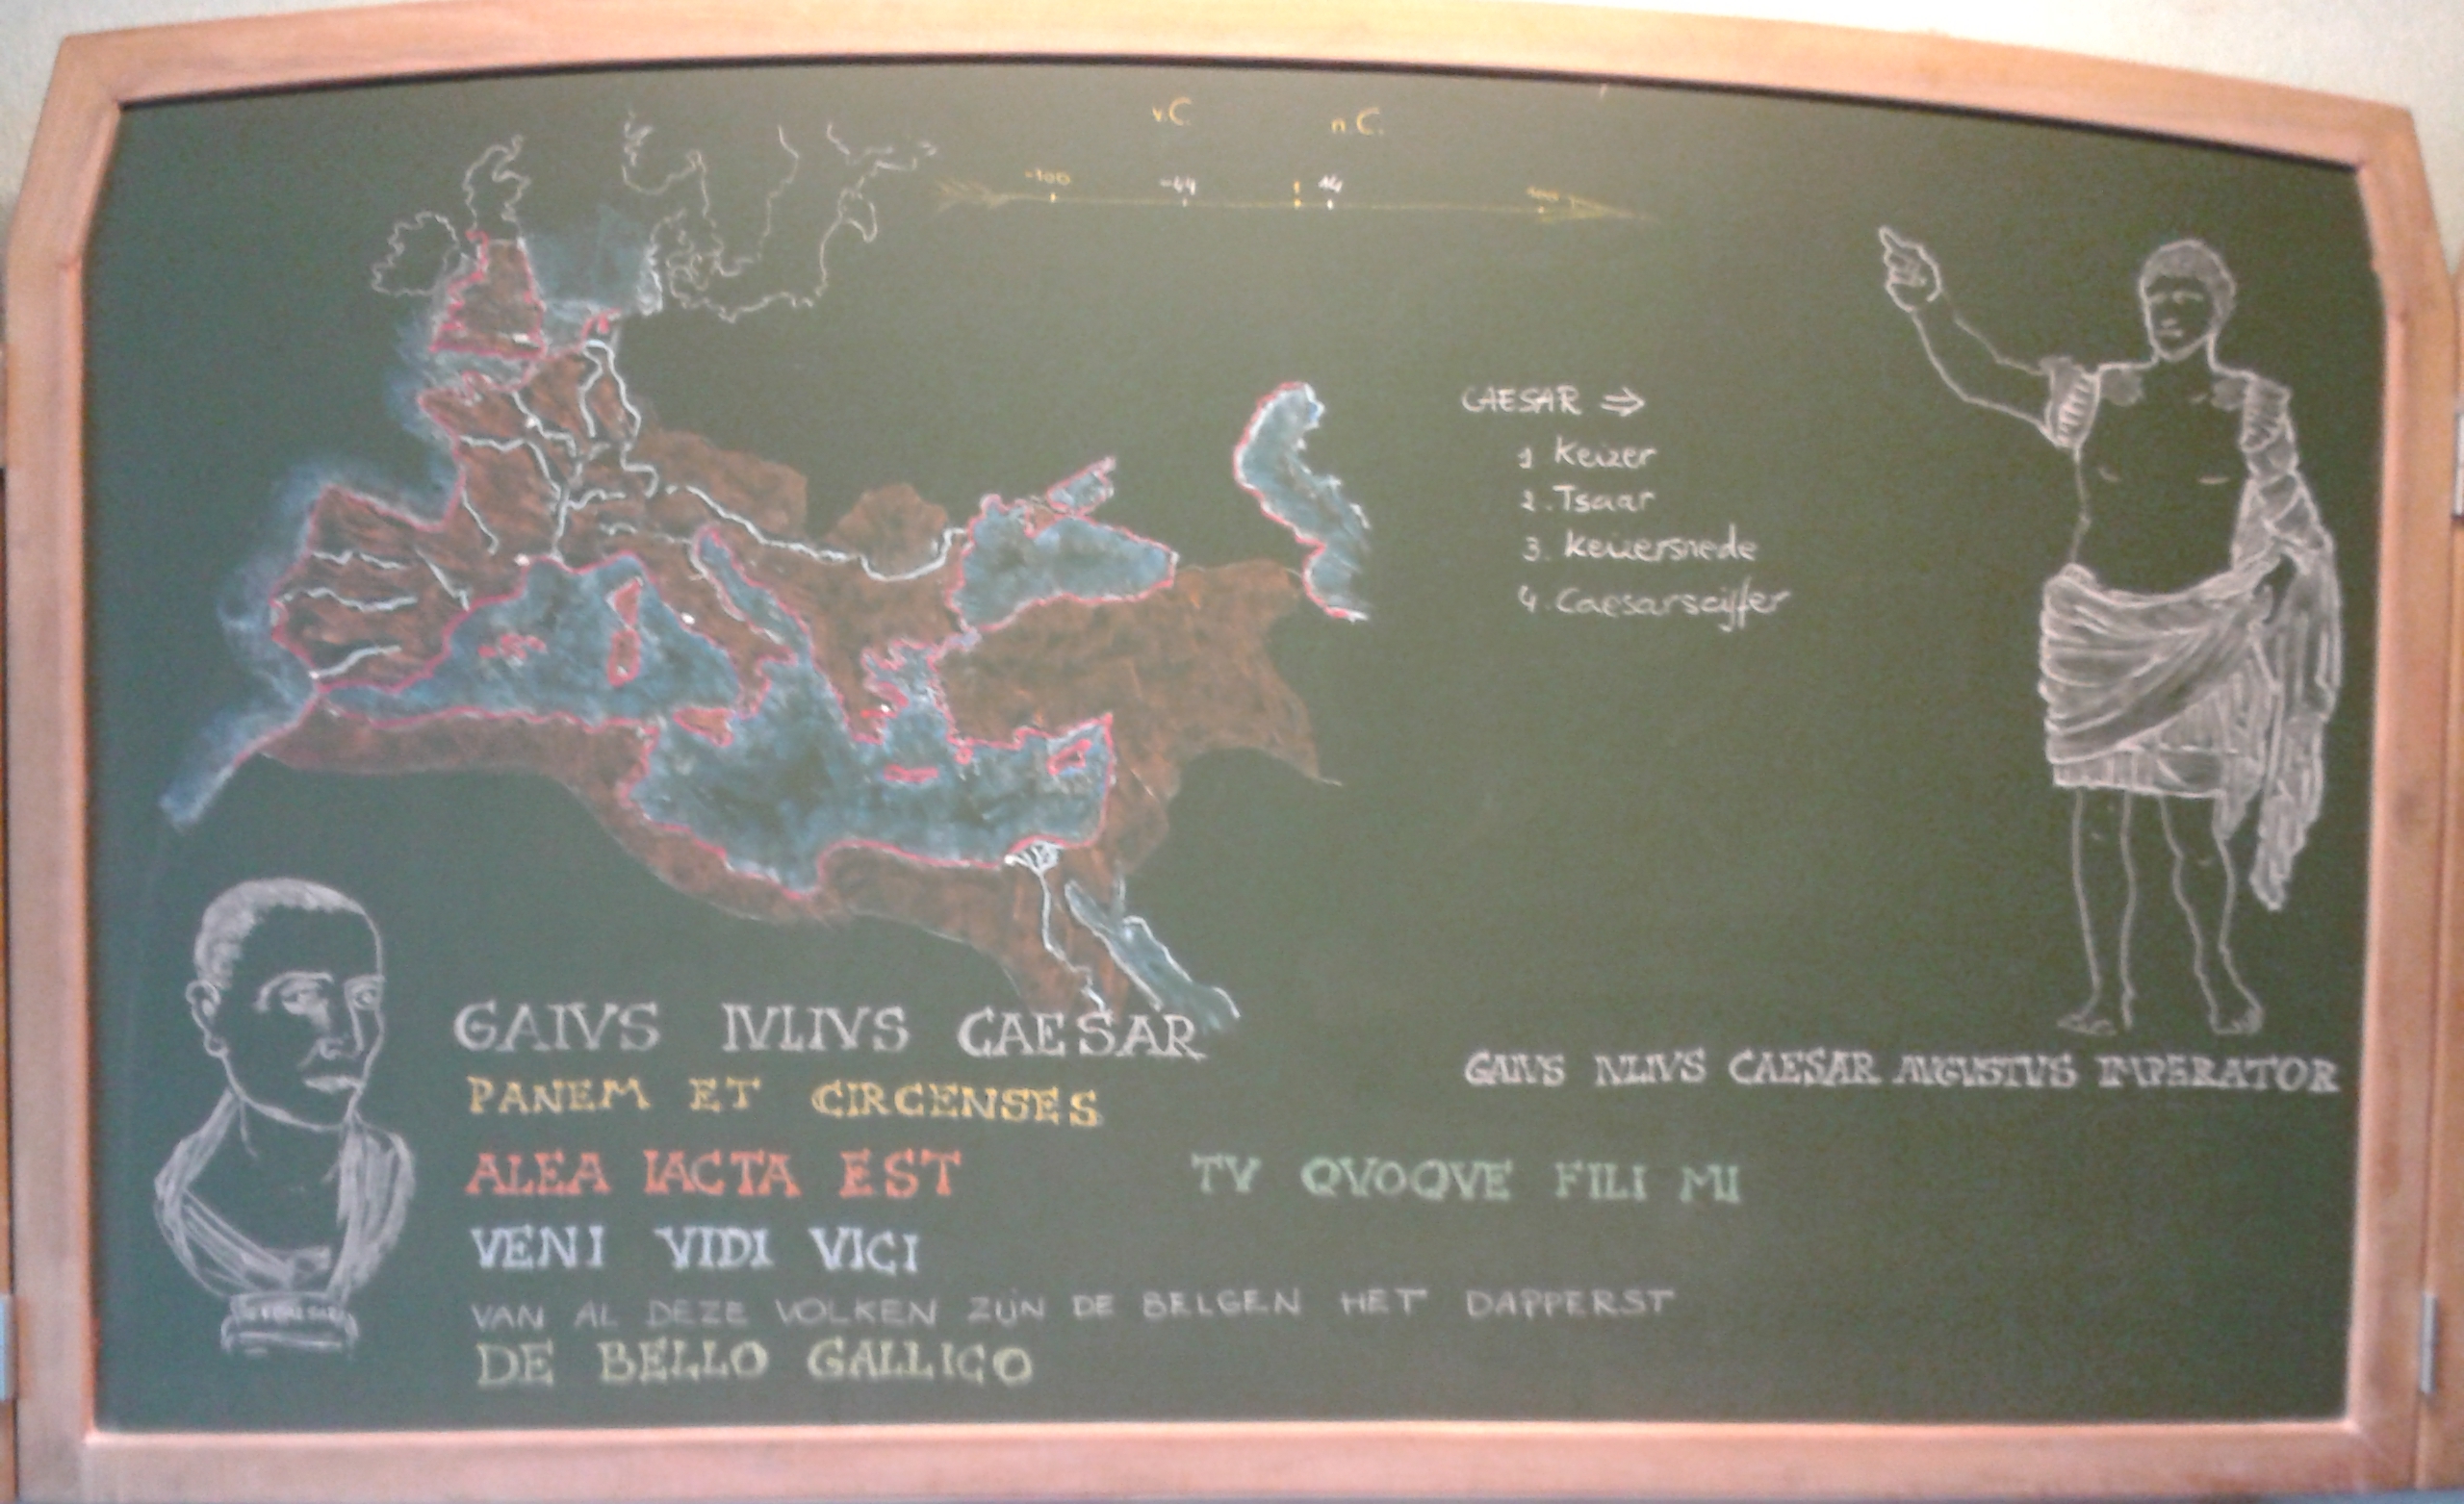 v.C. n.C.
-100 -44 14 100
CAESAR ⇒
1 Keizer
2. Tsaar
3. Keizersnede
4. Caesarscijfer
GAIVS IVLIVS CAESAR
GAIVS IVLIVS CAESAR AVGVSTVS IMPERATOR
PANEM ET CIRCENSES
ALEA IACTA EST
TV QVOQVE FILI MI
VENI VIDI VICI
VAN AL DEZE VOLKEN ZIJN DE BELGEN HET DAPPERST
DE BELLO GALLICO